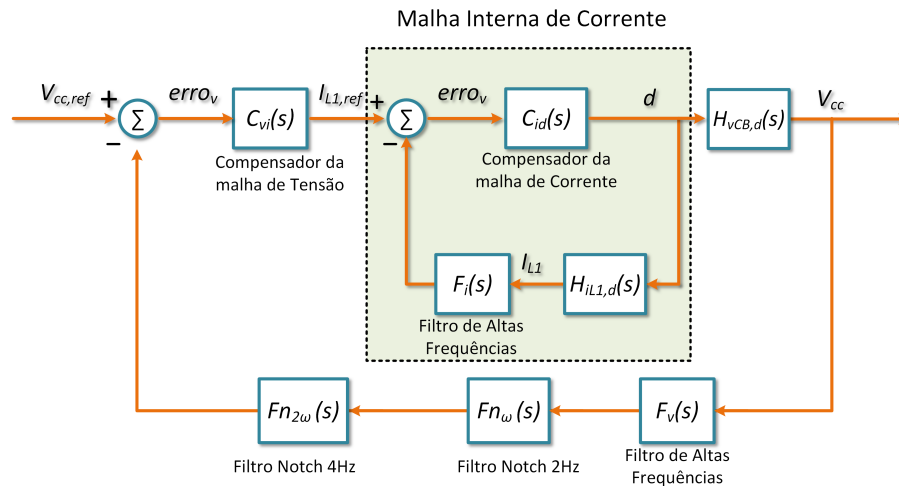 Malha Interna de Corrente
V_cc,ref
+
Σ
−
erro_v
C_vi(s)
Compensador da
malha de Tensão
I_L1,ref
+
Σ
−
erro_v
C_id(s)
Compensador da
malha de Corrente
d
H_vCB,d(s)
V_cc
F_i(s)
Filtro de Altas
Frequências
I_L1
H_iL1,d(s)
Fn_2ω (s)
Filtro Notch 4Hz
Fn_ω (s)
Filtro Notch 2Hz
F_v(s)
Filtro de Altas
Frequências